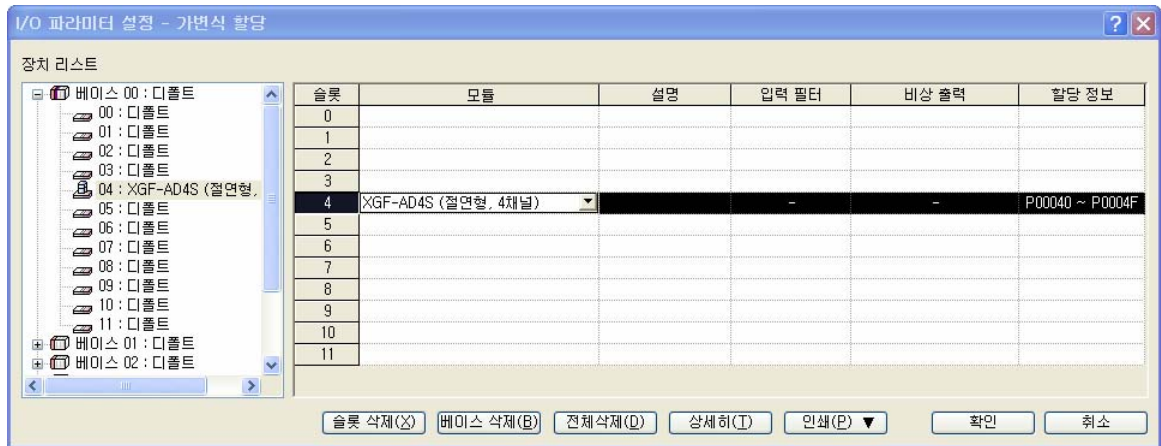 I/O 파라미터 설정 - 가변식 할당
장치 리스트
베이스 00 : 디폴트
00 : 디폴트
01 : 디폴트
02 : 디폴트
03 : 디폴트
04 : XGF-AD4S (절연형,
05 : 디폴트
06 : 디폴트
07 : 디폴트
08 : 디폴트
09 : 디폴트
10 : 디폴트
11 : 디폴트
베이스 01 : 디폴트
베이스 02 : 디폴트
슬롯 모듈 설명 입력 필터 비상 출력 할당 정보
0
1
2
3
4 XGF-AD4S (절연형, 4채널) - - P00040 ~ P0004F
5
6
7
8
9
10
11
슬롯 삭제(X) 베이스 삭제(B) 전체삭제(D) 상세히(T) 인쇄(P) ▼ 확인 취소